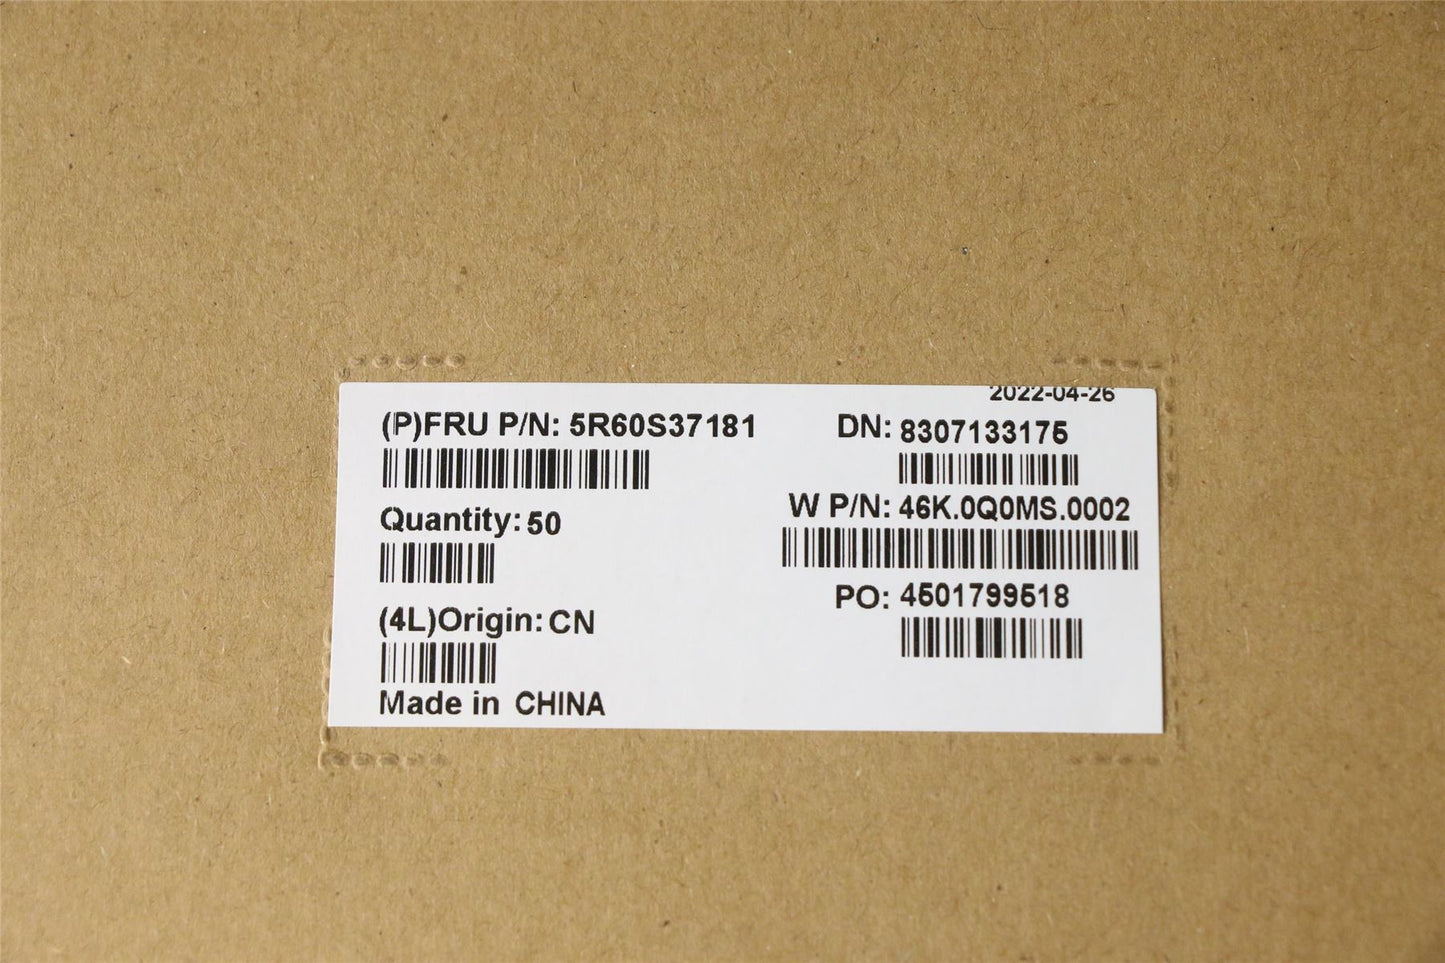 2022-04-26
(P)FRU P/N: 5R60S37181
DN: 8307133175
Quantity: 50
W P/N: 46K.0Q0MS.0002
PO: 4501799518
(4L)Origin: CN
Made in CHINA